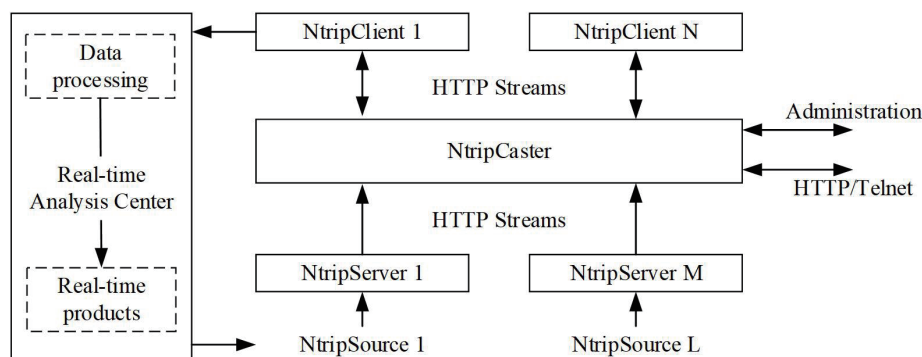 NtripClient 1
NtripClient N
Data
processing
HTTP Streams
Administration
NtripCaster
Real-time
Analysis Center
HTTP/Telnet
HTTP Streams
NtripServer 1
NtripServer M
Real-time
products
NtripSource 1
NtripSource L